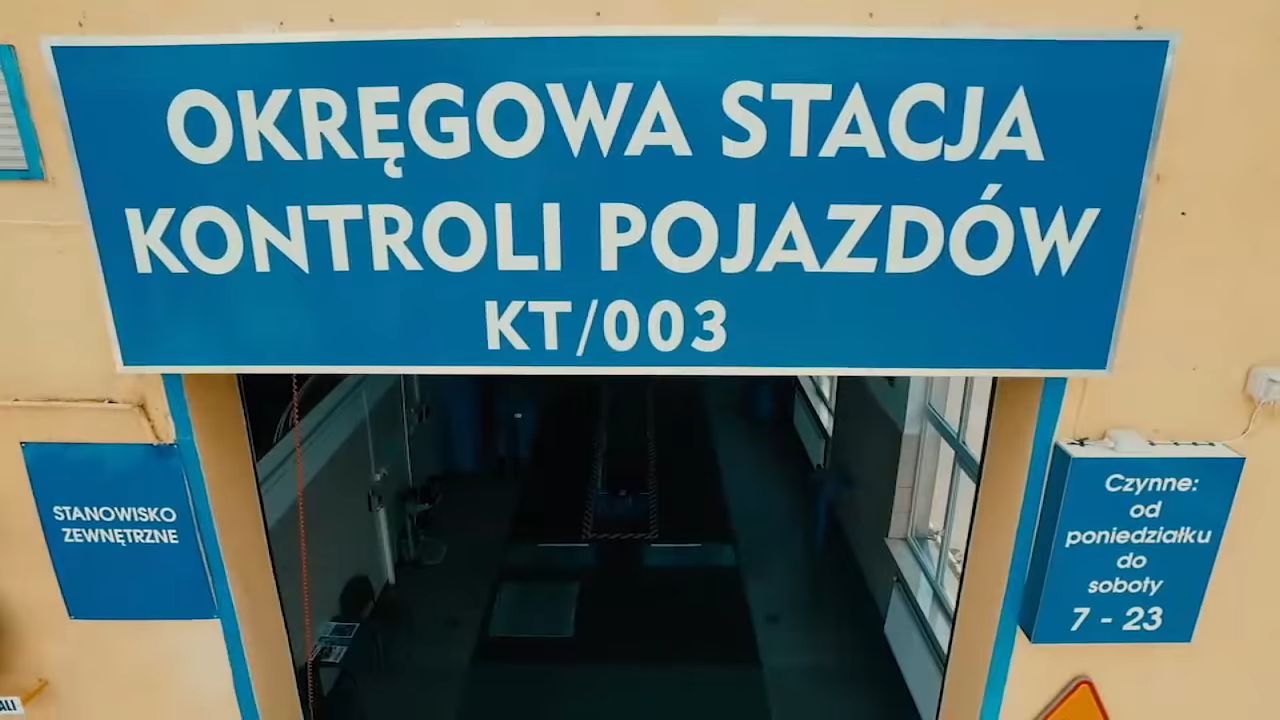 OKRĘGOWA STACJA
KONTROLI POJAZDÓW
KT/003
STANOWISKO
ZEWNĘTRZNE
Czynne:
od
poniedziałku
do
soboty
7 - 23